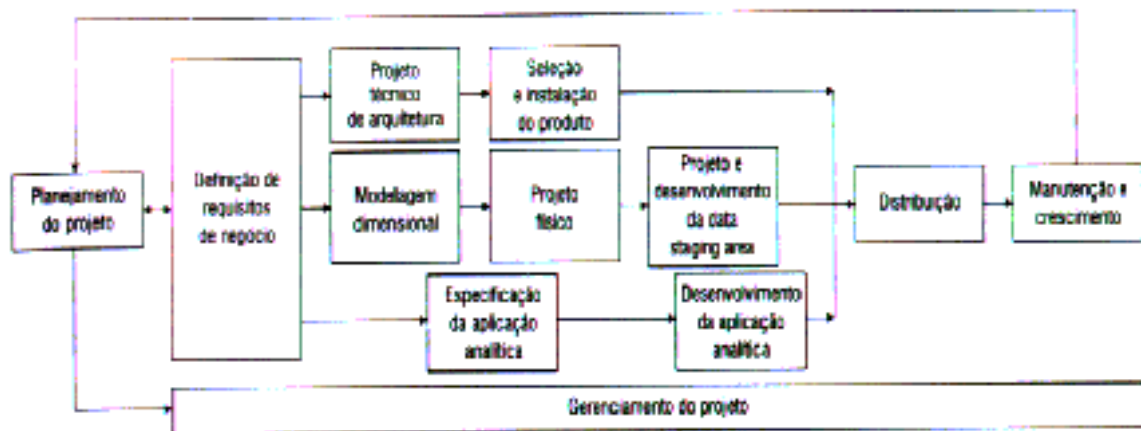 Projeto
técnico
de arquitetura
Seleção
e instalação
do produto
Planejamento
do projeto
Definição de
requisitos
de negócio
Modelagem
dimensional
Projeto
físico
Projeto e
desenvolvimento
da data
staging area
Distribuição
Manutenção e
crescimento
Especificação
da aplicação
analítica
Desenvolvimento
da aplicação
analítica
Gerenciamento do projeto